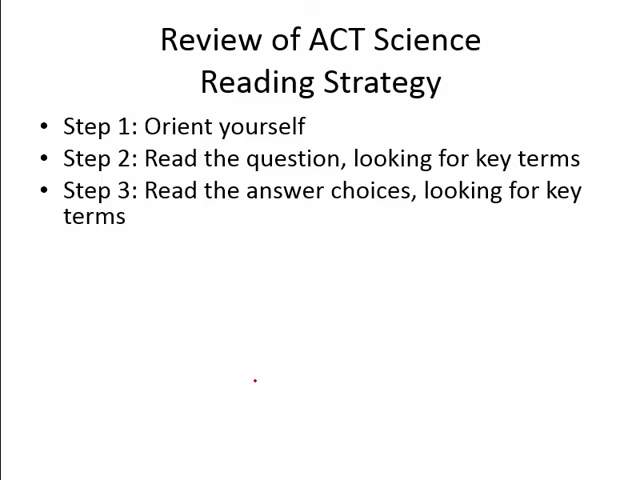 Review of ACT Science
Reading Strategy
• Step 1: Orient yourself
• Step 2: Read the question, looking for key terms
• Step 3: Read the answer choices, looking for key
terms